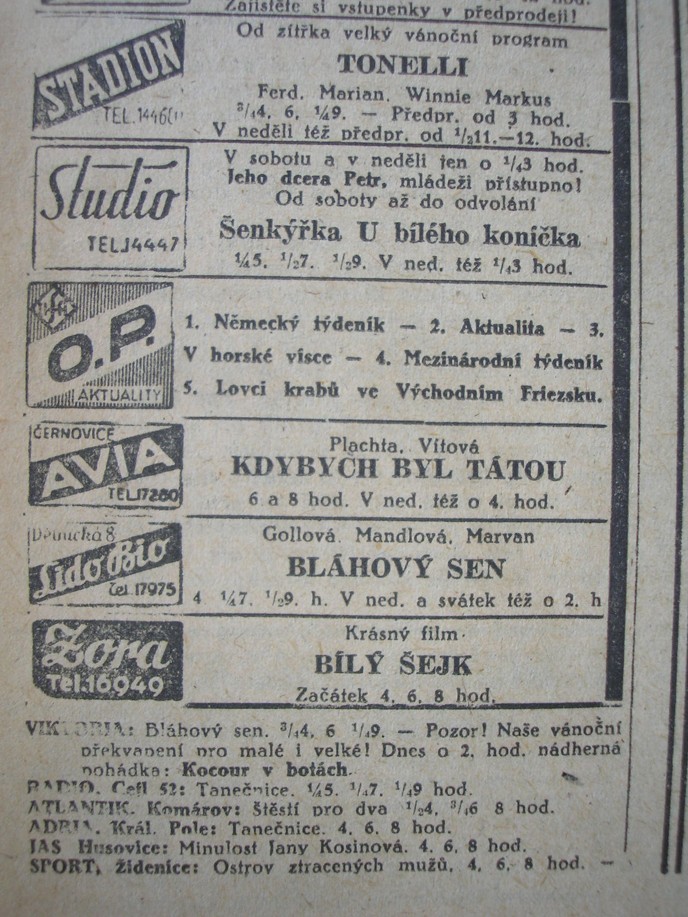 Zajistěte si vstupenky v předprodeji!
STADION
TEL. 14460
Od zítřka velký vánoční program
TONELLI
Ferd. Marian, Winnie Markus
³/₄4, 6, ¹/₄9. — Předpr. od 3 hod.
V neděli též předpr. od ¹/₂11.—12. hod.
Studio
TEL.14447
V sobotu a v neděli jen o ¹/₄3 hod.
Jeho dcera Petr, mládeži přístupno!
Od soboty až do odvolání
Šenkýřka U bílého koníčka
¹/₄5. ¹/₂7. ¹/₂9. V ned. též ¹/₄3 hod.
O.P.
AKTUALITY
1. Německý týdeník — 2. Aktualita — 3.
V horské vísce — 4. Mezinárodní týdeník
5. Lovci krabů ve Východním Friezsku.
ČERNOVICE
AVIA
TEL.17280
Plachta, Vítová
KDYBYCH BYL TÁTOU
6 a 8 hod. V ned. též o 4. hod.
Dělnická 8
Lido Bio
tel. 17975
Gollová, Mandlová, Marvan
BLÁHOVÝ SEN
4 ¹/₄7, ¹/₂9. h. V ned. a svátek též o 2. h
Zora
Tel.16949
Krásný film
BÍLÝ ŠEJK
Začátek 4, 6, 8 hod.
VIKTORIA: Bláhový sen. ³/₄4, 6 ¹/₄9. — Pozor! Naše vánoční
překvapení pro malé i velké! Dnes o 2. hod. nádherná
pohádka: Kocour v botách.
RADIO, Cejl 52: Tanečnice. ¹/₄5. ¹/₄7. ¹/₄9 hod.
ATLANTIK, Komárov: Štěstí pro dva ¹/₂4, ³/₄6 8 hod.
ADRIA, Král. Pole: Tanečnice. 4, 6, 8 hod.
JAS Husovice: Minulost Jany Kosinové. 4, 6, 8 hod.
SPORT, Židenice: Ostrov ztracených mužů, 4, 6, 8 hod. —